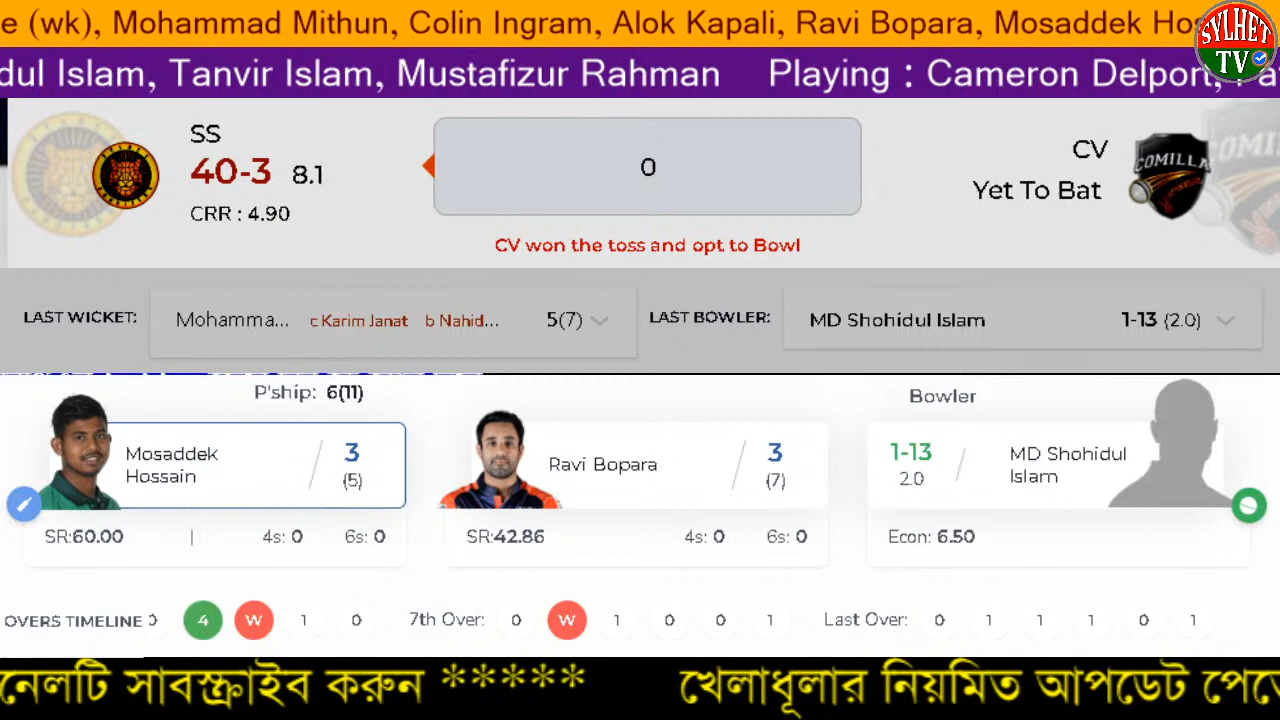 e (wk), Mohammad Mithun, Colin Ingram, Alok Kapali, Ravi Bopara, Mosaddek Hos
SYLHET TV
dul Islam, Tanvir Islam, Mustafizur Rahman Playing : Cameron Delport, Fa
SS
40-3 8.1
CRR : 4.90
0
CV
Yet To Bat
COMILLA
CV won the toss and opt to Bowl
LAST WICKET: Mohamma... c Karim Janat b Nahid... 5(7)
LAST BOWLER: MD Shohidul Islam 1-13 (2.0)
P'ship: 6(11)
Bowler
Mosaddek Hossain 3 (5)
Ravi Bopara 3 (7)
1-13 2.0 MD Shohidul Islam
SR:60.00 | 4s: 0 6s: 0
SR:42.86 4s: 0 6s: 0
Econ: 6.50
OVERS TIMELINE 0 4 W 1 0 7th Over: 0 W 1 0 0 1 Last Over: 0 1 1 1 0 1
নেলটি সাবস্ক্রাইব করুন ***** খেলাধূলার নিয়মিত আপডেট পেতে